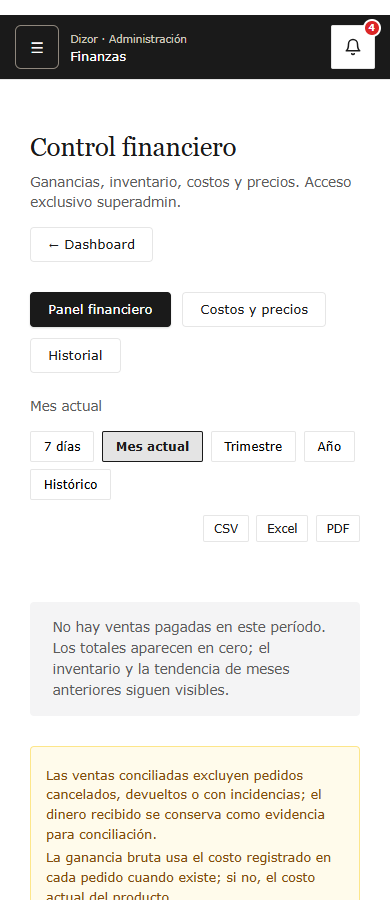 Dizor · Administración
Finanzas
4
Control financiero
Ganancias, inventario, costos y precios. Acceso
exclusivo superadmin.
← Dashboard
Panel financiero
Costos y precios
Historial
Mes actual
7 días
Mes actual
Trimestre
Año
Histórico
CSV
Excel
PDF
No hay ventas pagadas en este período.
Los totales aparecen en cero; el
inventario y la tendencia de meses
anteriores siguen visibles.
Las ventas conciliadas excluyen pedidos
cancelados, devueltos o con incidencias; el
dinero recibido se conserva como evidencia
para conciliación.
La ganancia bruta usa el costo registrado en
cada pedido cuando existe; si no, el costo
actual del producto